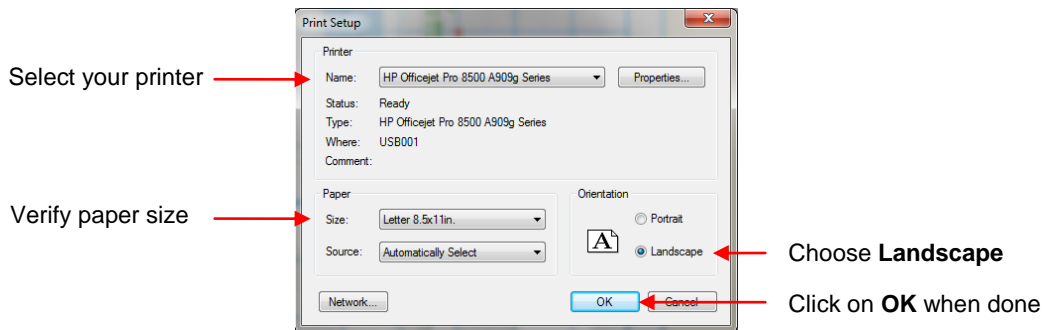 Print Setup
X
Printer
Select your printer
Name: HP Officejet Pro 8500 A909g Series Properties...
Status: Ready
Type: HP Officejet Pro 8500 A909g Series
Where: USB001
Comment:
Paper
Orientation
Verify paper size
Size: Letter 8.5x11in.
Portrait
Source: Automatically Select
A
Landscape
Choose Landscape
Network...
OK
Cancel
Click on OK when done